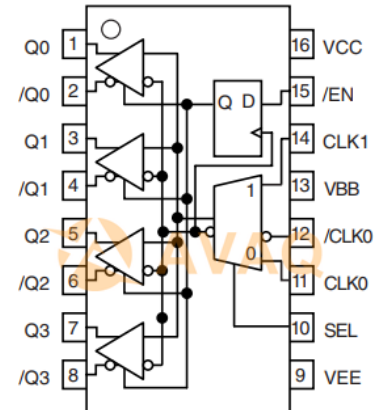 Q0 1 16 VCC
/Q0 2 Q D 15 /EN
Q1 3 14 CLK1
/Q1 4 1 13 VBB
Q2 5 12 /CLK0
/Q2 6 0 11 CLK0
Q3 7 10 SEL
/Q3 8 9 VEE
AVAQ